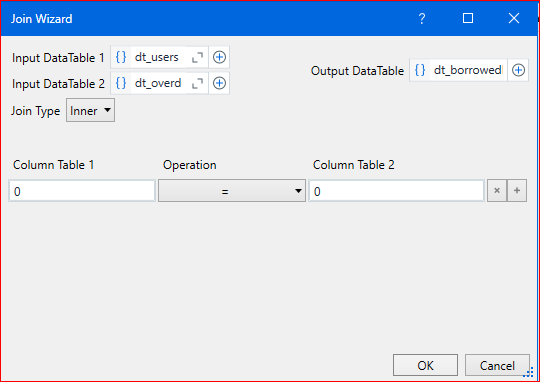 Join Wizard ?
Input DataTable 1 {} dt_users
Input DataTable 2 {} dt_overd
Output DataTable {} dt_borrowed
Join Type Inner
Column Table 1 Operation Column Table 2
0 = 0 × +
OK Cancel